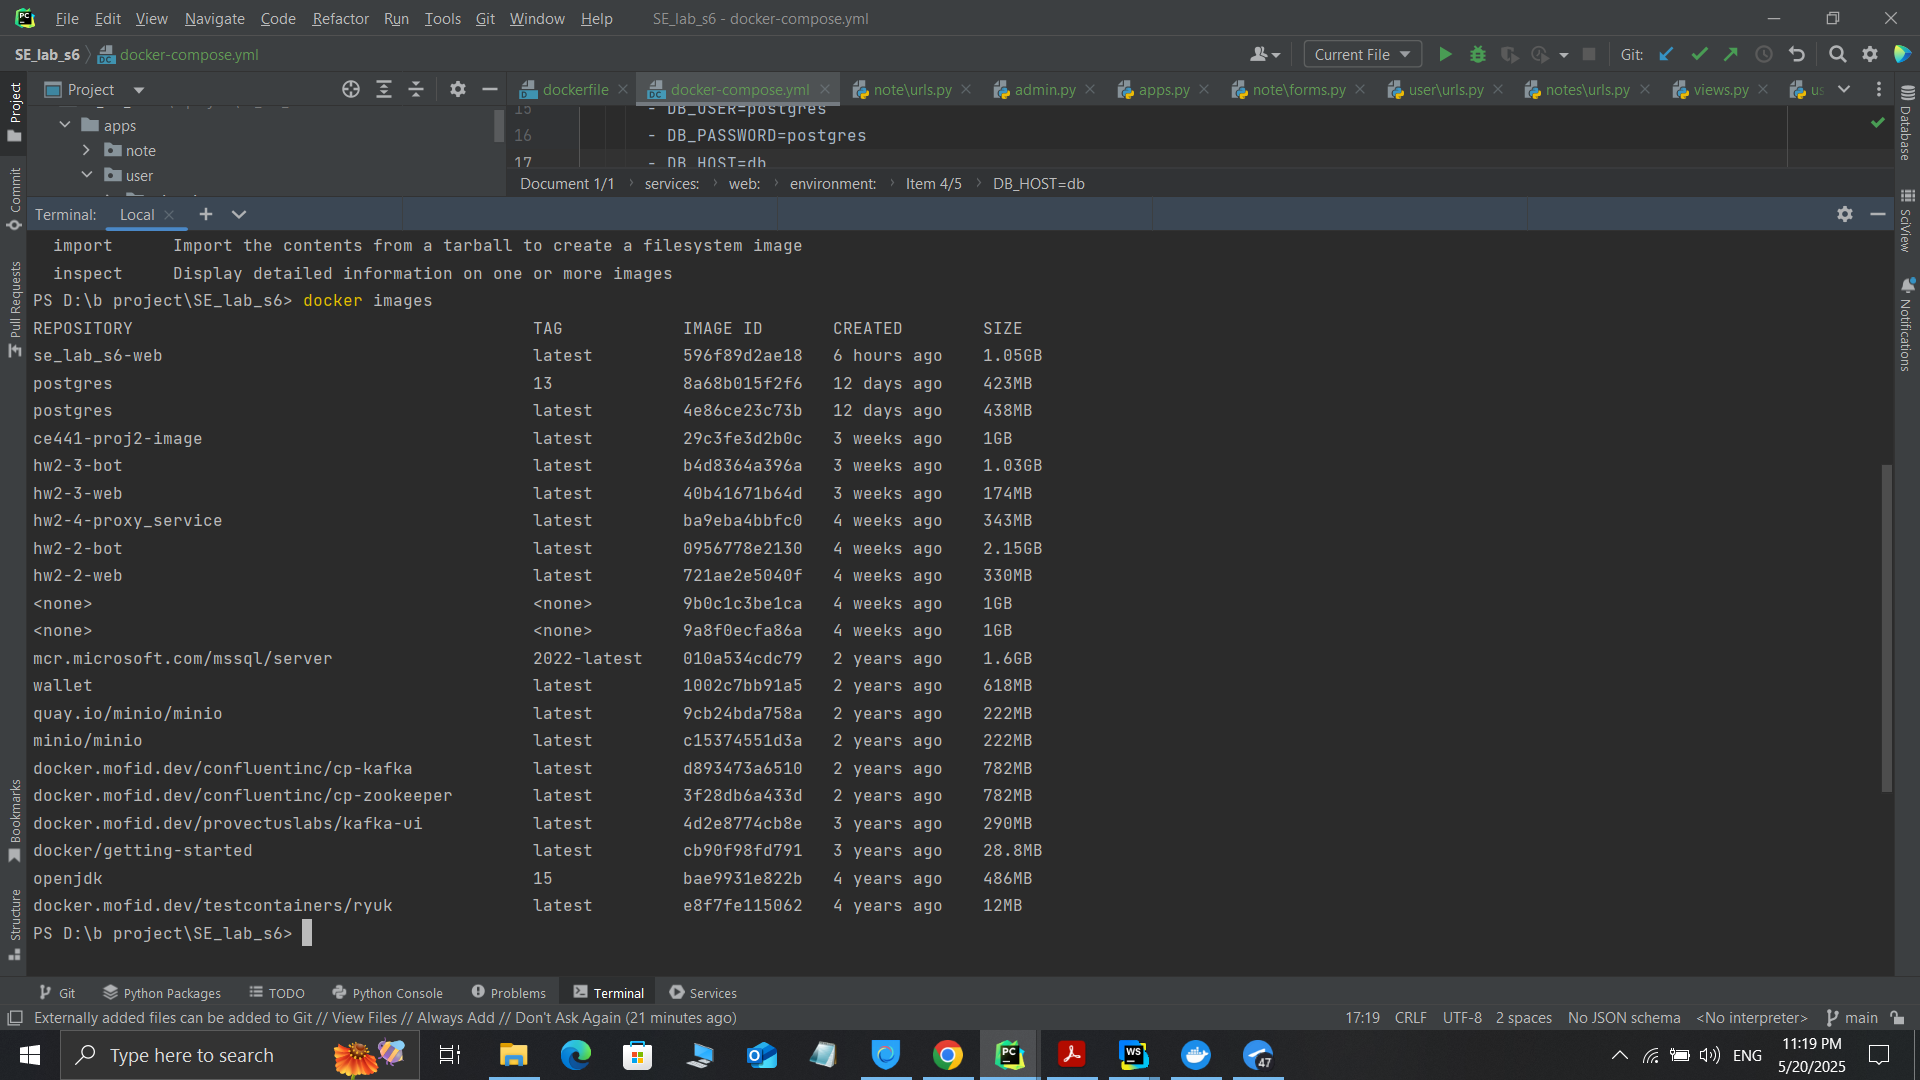 File Edit View Navigate Code Refactor Run Tools Git Window Help SE_lab_s6 - docker-compose.yml
SE_lab_s6 docker-compose.yml Current File Git:
Project dockerfile docker-compose.yml note\urls.py admin.py apps.py note\forms.py user\urls.py notes\urls.py views.py us
apps
note
user
15 - DB_USER=postgres
16 - DB_PASSWORD=postgres
17 - DB_HOST=db
Document 1/1 services: web: environment: Item 4/5 DB_HOST=db
Terminal: Local
import Import the contents from a tarball to create a filesystem image
inspect Display detailed information on one or more images
PS D:\b project\SE_lab_s6> docker images
REPOSITORY TAG IMAGE ID CREATED SIZE
se_lab_s6-web latest 596f89d2ae18 6 hours ago 1.05GB
postgres 13 8a68b015f2f6 12 days ago 423MB
postgres latest 4e86ce23c73b 12 days ago 438MB
ce441-proj2-image latest 29c3fe3d2b0c 3 weeks ago 1GB
hw2-3-bot latest b4d8364a396a 3 weeks ago 1.03GB
hw2-3-web latest 40b41671b64d 3 weeks ago 174MB
hw2-4-proxy_service latest ba9eba4bbfc0 4 weeks ago 343MB
hw2-2-bot latest 0956778e2130 4 weeks ago 2.15GB
hw2-2-web latest 721ae2e5040f 4 weeks ago 330MB
<none> <none> 9b0c1c3be1ca 4 weeks ago 1GB
<none> <none> 9a8f0ecfa86a 4 weeks ago 1GB
mcr.microsoft.com/mssql/server 2022-latest 010a534cdc79 2 years ago 1.6GB
wallet latest 1002c7bb91a5 2 years ago 618MB
quay.io/minio/minio latest 9cb24bda758a 2 years ago 222MB
minio/minio latest c15374551d3a 2 years ago 222MB
docker.mofid.dev/confluentinc/cp-kafka latest d893473a6510 2 years ago 782MB
docker.mofid.dev/confluentinc/cp-zookeeper latest 3f28db6a433d 2 years ago 782MB
docker.mofid.dev/provectuslabs/kafka-ui latest 4d2e8774cb8e 3 years ago 290MB
docker/getting-started latest cb90f98fd791 3 years ago 28.8MB
openjdk 15 bae9931e822b 4 years ago 486MB
docker.mofid.dev/testcontainers/ryuk latest e8f7fe115062 4 years ago 12MB
PS D:\b project\SE_lab_s6>
Project
Commit
Pull Requests
Bookmarks
Structure
Database
SciView
Notifications
Git Python Packages TODO Python Console Problems Terminal Services
Externally added files can be added to Git // View Files // Always Add // Don't Ask Again (21 minutes ago) 17:19 CRLF UTF-8 2 spaces No JSON schema <No interpreter> main
Type here to search 47 ENG 11:19 PM
5/20/2025